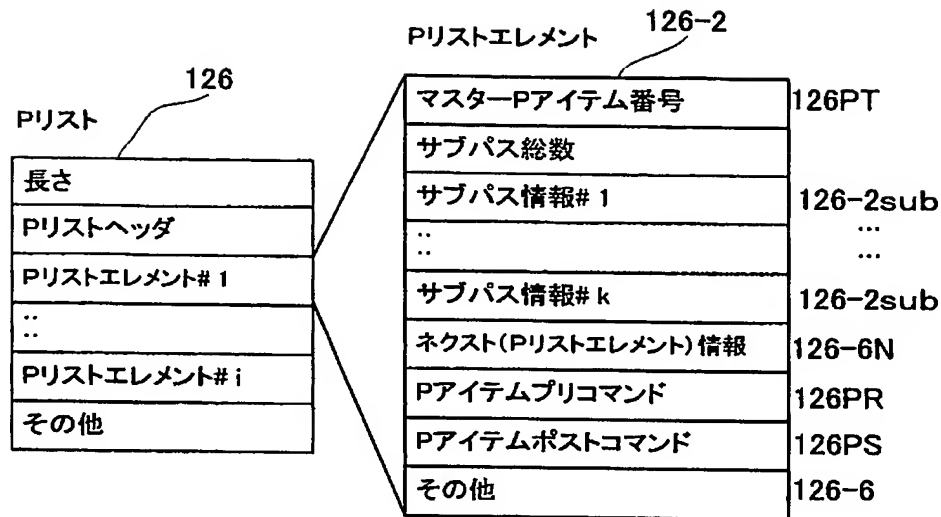 Pリスト
126
長さ
Pリストヘッダ
Pリストエレメント#1
::
::
Pリストエレメント#i
その他
Pリストエレメント
126-2
マスターPアイテム番号 126PT
サブパス総数
サブパス情報#1 126-2sub
:: …
:: …
サブパス情報#k 126-2sub
ネクスト(Pリストエレメント)情報 126-6N
Pアイテムプリコマンド 126PR
Pアイテムポストコマンド 126PS
その他 126-6